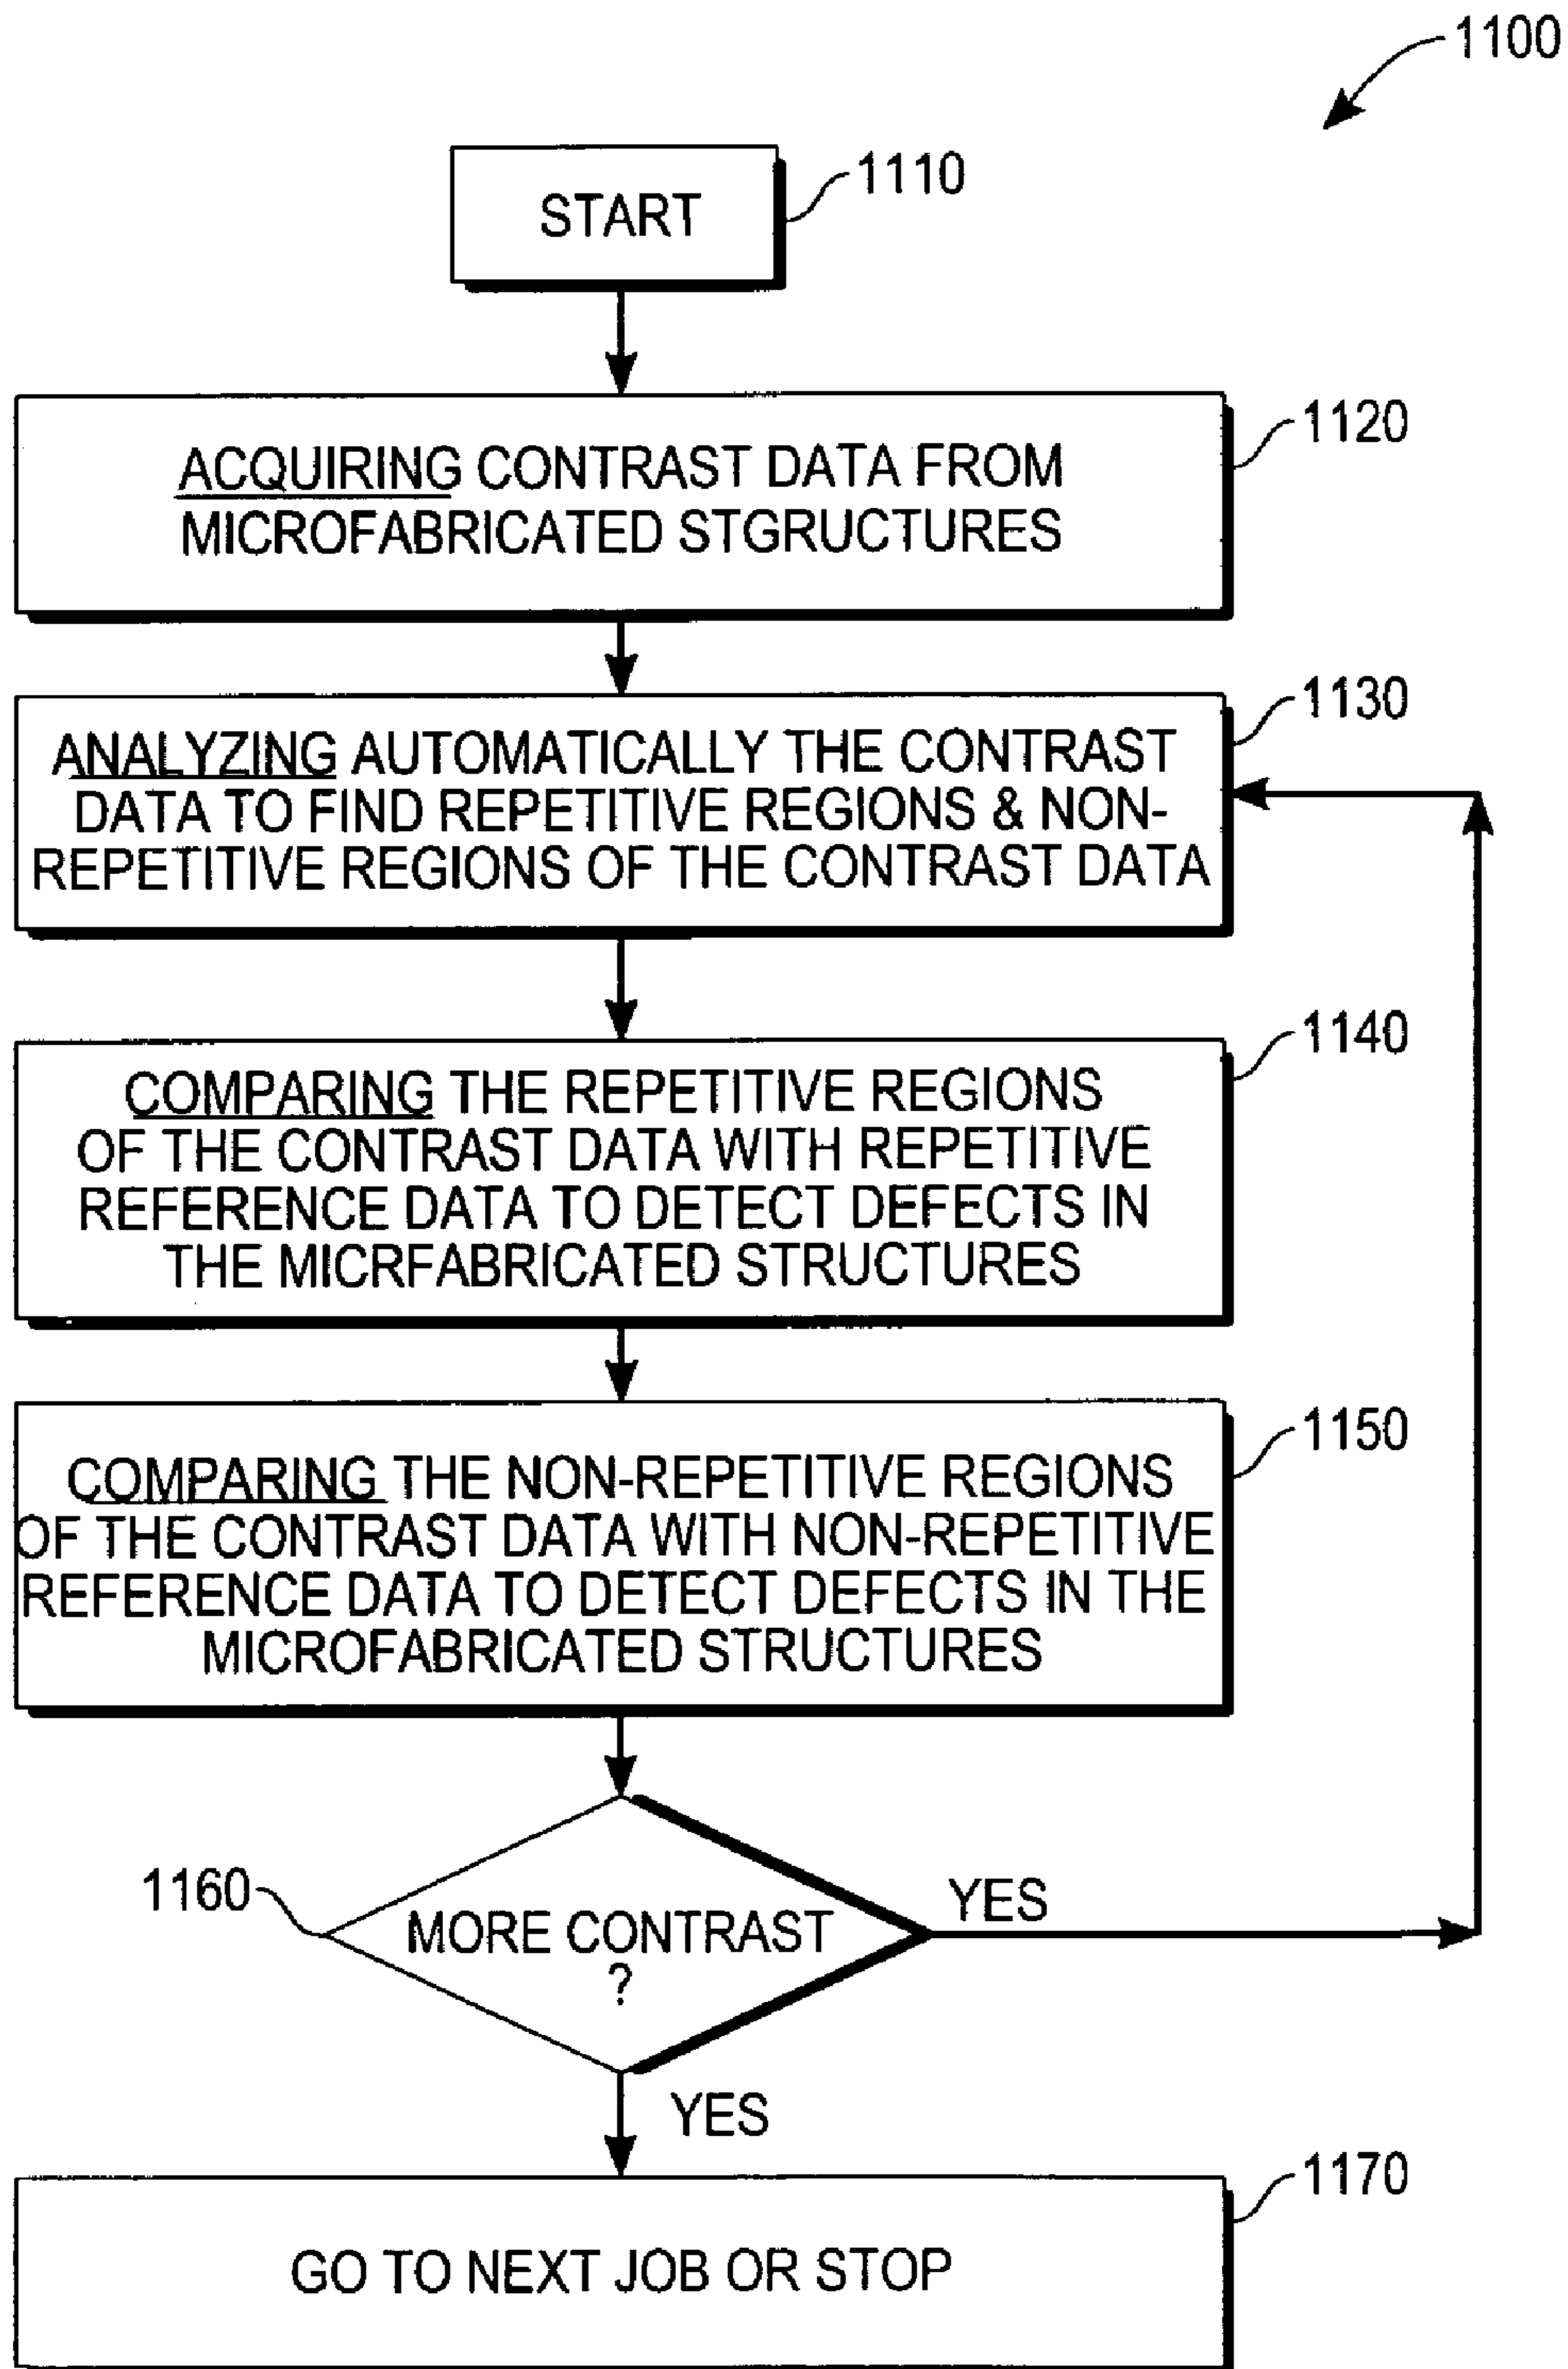 1100
START
1110
ACQUIRING CONTRAST DATA FROM
MICROFABRICATED STGRUCTURES
1120
ANALYZING AUTOMATICALLY THE CONTRAST
DATA TO FIND REPETITIVE REGIONS & NON-
REPETITIVE REGIONS OF THE CONTRAST DATA
1130
COMPARING THE REPETITIVE REGIONS
OF THE CONTRAST DATA WITH REPETITIVE
REFERENCE DATA TO DETECT DEFECTS IN
THE MICRFABRICATED STRUCTURES
1140
COMPARING THE NON-REPETITIVE REGIONS
OF THE CONTRAST DATA WITH NON-REPETITIVE
REFERENCE DATA TO DETECT DEFECTS IN THE
MICROFABRICATED STRUCTURES
1150
1160
MORE CONTRAST
?
YES
YES
GO TO NEXT JOB OR STOP
1170